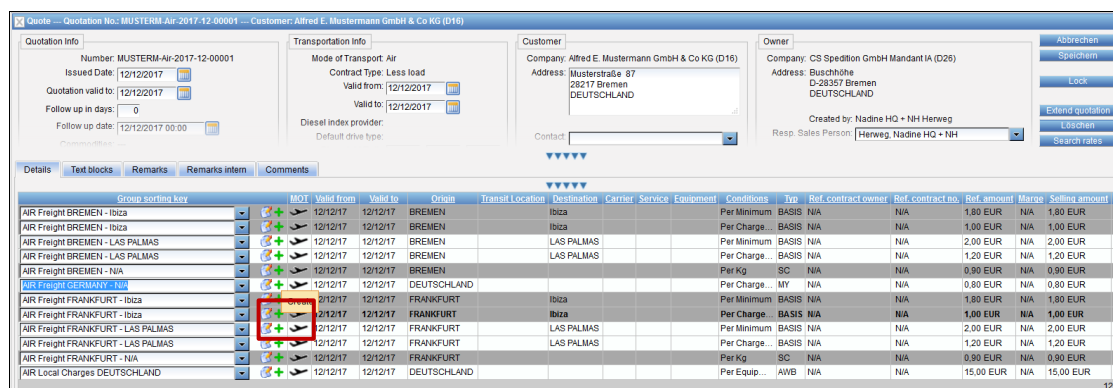 Quote --- Quotation No.: MUSTERM-Air-2017-12-00001 --- Customer: Alfred E. Mustermann GmbH & Co KG (D16)
Quotation Info
Number: MUSTERM-Air-2017-12-00001
Issued Date: 12/12/2017
Quotation valid to: 12/12/2017
Follow up in days: 0
Follow up date: 12/12/2017 00:00
Transportation Info
Mode of Transport: Air
Contract Type: Less load
Valid from: 12/12/2017
Valid to: 12/12/2017
Diesel index provider:
Default drive type:
Customer
Company: Alfred E. Mustermann GmbH & Co KG (D16)
Address: Musterstraße 87
28217 Bremen
DEUTSCHLAND
Contact:
Owner
Company: CS Spedition GmbH Mandant IA (D26)
Address: Buschhöhe
D-28357 Bremen
DEUTSCHLAND
Created by: Nadine HQ + NH Herweg
Resp. Sales Person: Herweg, Nadine HQ + NH
Abbrechen
Speichern
Lock
Extend quotation
Löschen
Search rates
Details Text blocks Remarks Remarks intern Comments
Group sorting key MOT Valid from Valid to Origin Transit Location Destination Carrier Service Equipment Conditions Typ Ref. contract owner Ref. contract no. Ref. amount Marge Selling amount
AIR Freight BREMEN - Ibiza 12/12/17 12/12/17 BREMEN Ibiza Per Minimum BASIS N/A N/A 1,80 EUR N/A 1,80 EUR
AIR Freight BREMEN - Ibiza 12/12/17 12/12/17 BREMEN Ibiza Per Charge... BASIS N/A N/A 1,00 EUR N/A 1,00 EUR
AIR Freight BREMEN - LAS PALMAS 12/12/17 12/12/17 BREMEN LAS PALMAS Per Minimum BASIS N/A N/A 2,00 EUR N/A 2,00 EUR
AIR Freight BREMEN - LAS PALMAS 12/12/17 12/12/17 BREMEN LAS PALMAS Per Charge... BASIS N/A N/A 1,20 EUR N/A 1,20 EUR
AIR Freight BREMEN - N/A 12/12/17 12/12/17 BREMEN Per Kg SC N/A N/A 0,90 EUR N/A 0,90 EUR
AIR Freight GERMANY - N/A 12/12/17 12/12/17 DEUTSCHLAND Per Charge... MY N/A N/A 0,80 EUR N/A 0,80 EUR
AIR Freight FRANKFURT - Ibiza 2/12/17 12/12/17 FRANKFURT Ibiza Per Minimum BASIS N/A N/A 1,80 EUR N/A 1,80 EUR
AIR Freight FRANKFURT - Ibiza 12/12/17 12/12/17 FRANKFURT Ibiza Per Charge... BASIS N/A N/A 1,00 EUR N/A 1,00 EUR
AIR Freight FRANKFURT - LAS PALMAS 12/12/17 12/12/17 FRANKFURT LAS PALMAS Per Minimum BASIS N/A N/A 2,00 EUR N/A 2,00 EUR
AIR Freight FRANKFURT - LAS PALMAS 12/12/17 12/12/17 FRANKFURT LAS PALMAS Per Charge... BASIS N/A N/A 1,20 EUR N/A 1,20 EUR
AIR Freight FRANKFURT - N/A 12/12/17 12/12/17 FRANKFURT Per Kg SC N/A N/A 0,90 EUR N/A 0,90 EUR
AIR Local Charges DEUTSCHLAND 12/12/17 12/12/17 DEUTSCHLAND Per Equip... AWB N/A N/A 15,00 EUR N/A 15,00 EUR
12